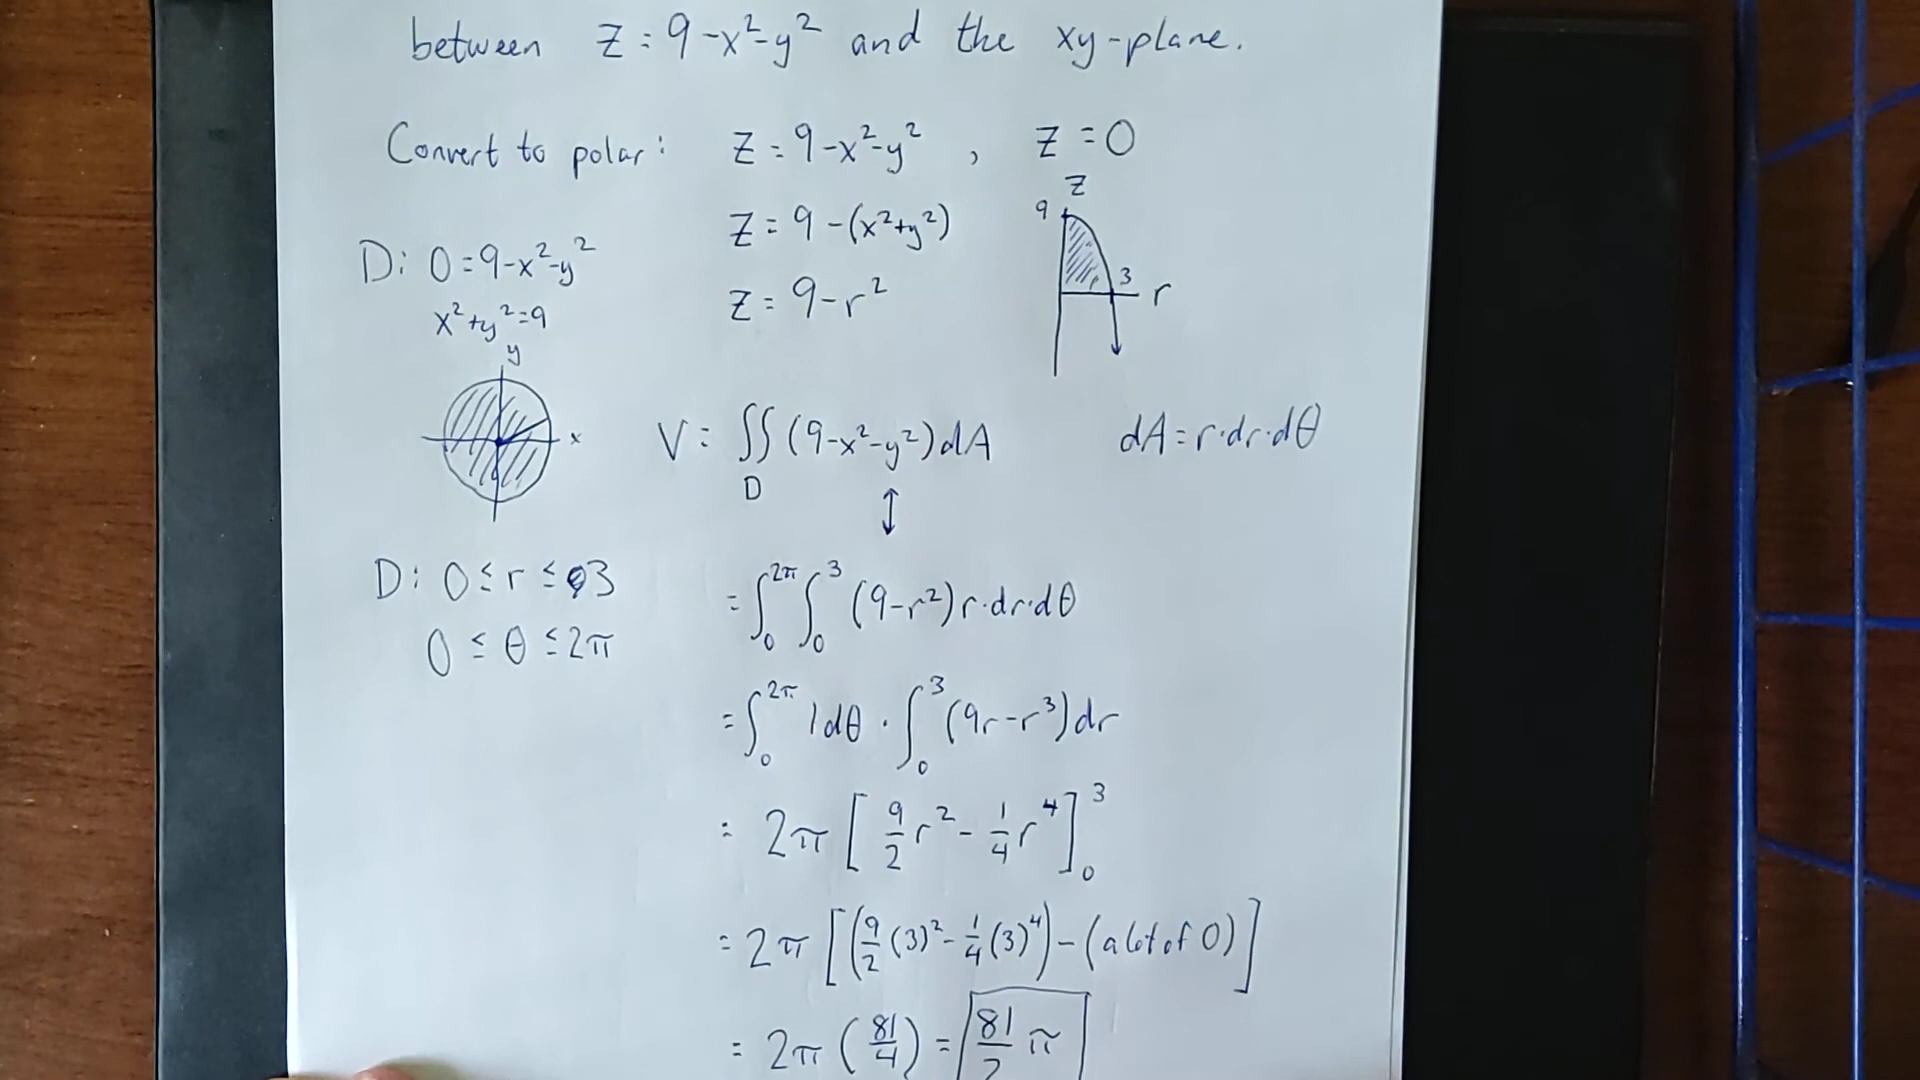 between z = 9-x²-y² and the xy-plane.
Convert to polar: z = 9-x²-y² , z = 0
z = 9-(x²+y²)
z = 9-r²
z
9
3
r
D: 0=9-x²-y²
x²+y²=9
y
x
V = ∬ (9-x²-y²)dA
D
↕
dA = r·dr·dθ
D: 0 ≤ r ≤ 3
0 ≤ θ ≤ 2π
= ∫₀^2π ∫₀^3 (9-r²) r·dr·dθ
= ∫₀^2π 1dθ · ∫₀^3 (9r-r³)dr
= 2π [9/2 r² - 1/4 r⁴]₀^3
= 2π [(9/2 (3)² - 1/4 (3)⁴) - (a lot of 0)]
= 2π (81/4) = 81/2 π